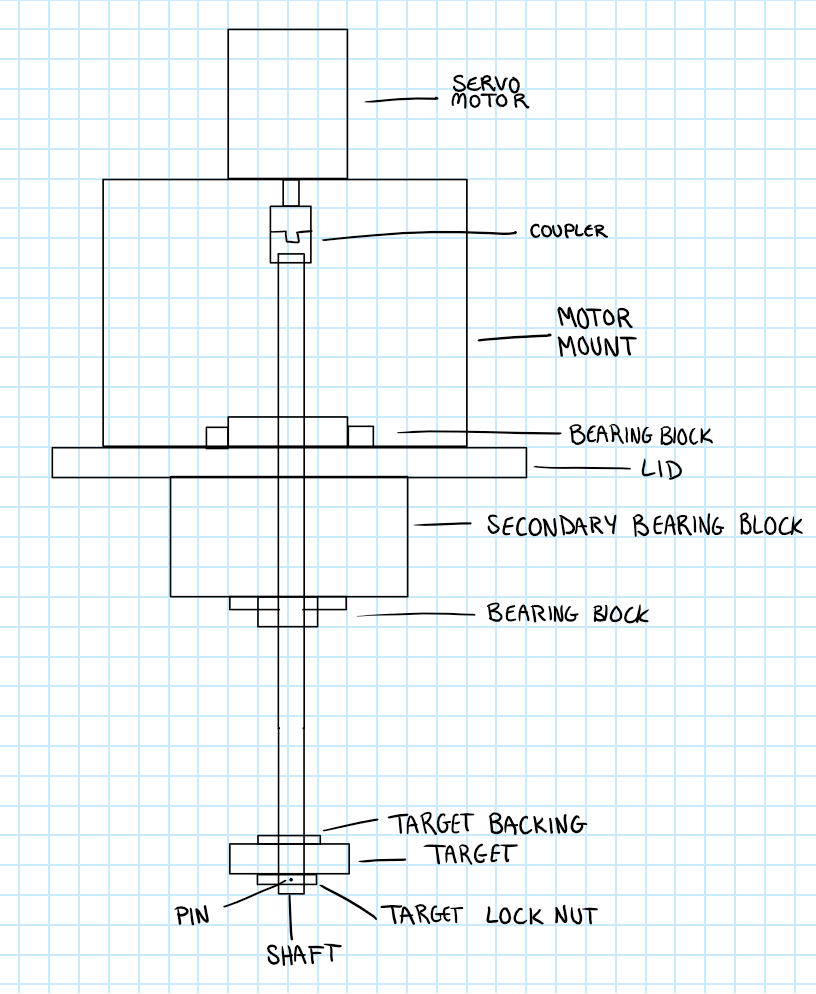 SERVO
MOTOR
COUPLER
MOTOR
MOUNT
BEARING BLOCK
LID
SECONDARY BEARING BLOCK
BEARING BLOCK
TARGET BACKING
TARGET
PIN
TARGET LOCK NUT
SHAFT